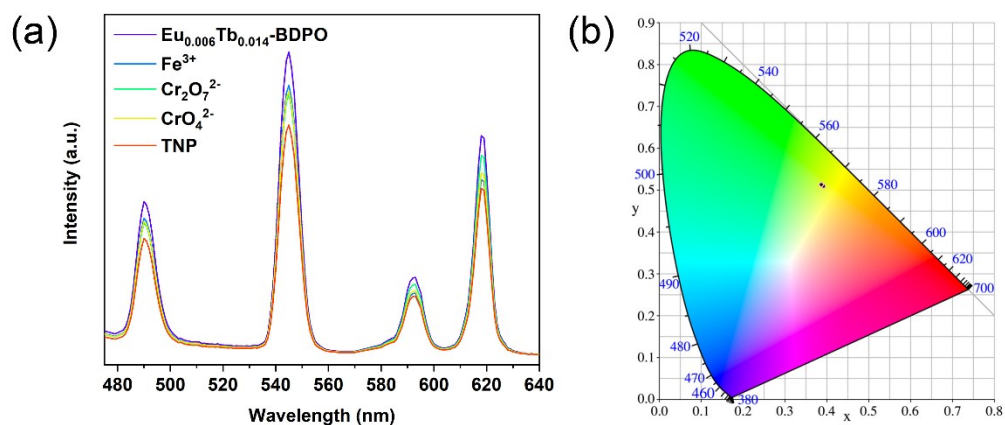 (a)
Eu0.006Tb0.014-BDPO
Fe3+
Cr2O72-
CrO42-
TNP
Intensity (a.u.)
480 500 520 540 560 580 600 620 640
Wavelength (nm)
(b)
0.9
0.8
0.7
0.6
0.5
0.4
0.3
0.2
0.1
0.0
y
520
540
560
500
580
600
620
700
490
480
470
460
380
0.0 0.1 0.2 0.3 0.4 0.5 0.6 0.7 0.8
x